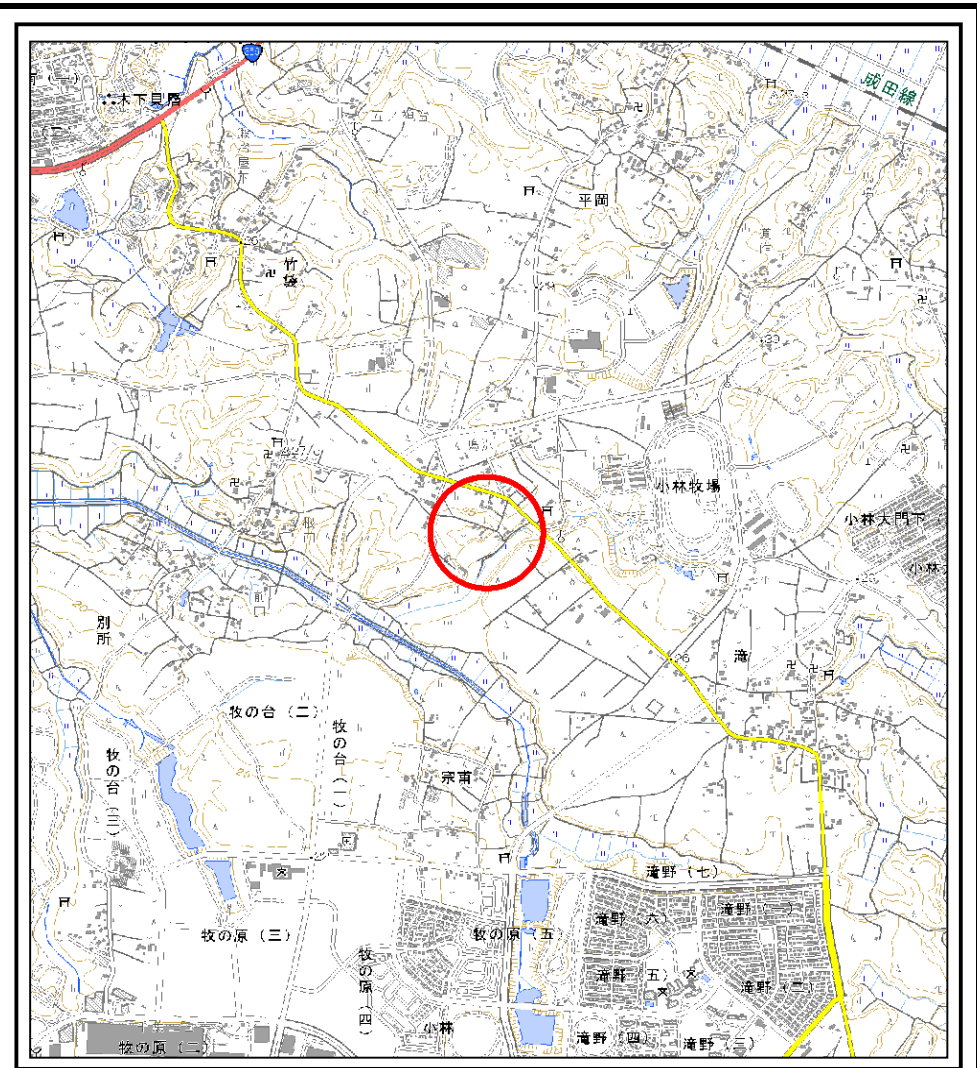 成田線
木下貝層
平岡
竹袋
小林牧場
小林大門下
別所
滝
牧の台（二）
牧の台（一）
牧の台（三）
宗甫
滝野（七）
牧の原（三）
牧の原（五）
滝野（六）
滝野（一）
牧の原（四）
滝野（五）
滝野（二）
小林
滝野（四）
滝野（三）
牧の原（二）